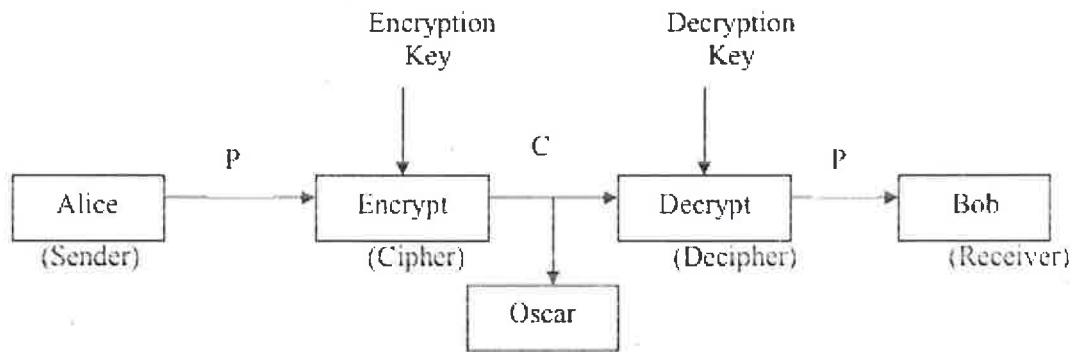 Encryption
Key
Decryption
Key
P
C
P
Alice
Encrypt
Decrypt
Bob
(Sender)
(Cipher)
(Decipher)
(Receiver)
Oscar